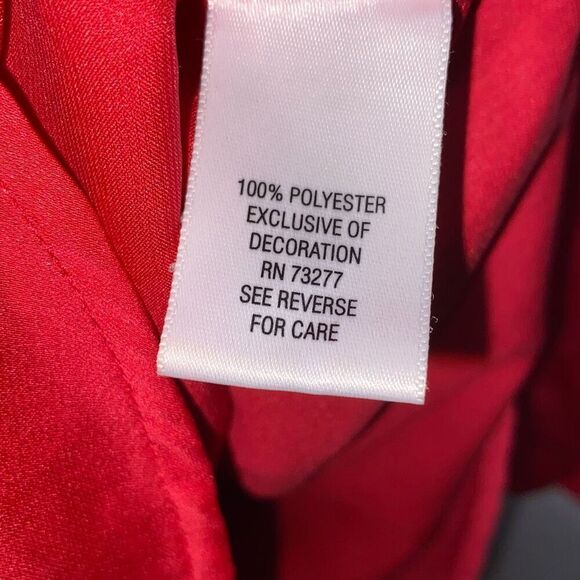 100% POLYESTER
EXCLUSIVE OF
DECORATION
RN 73277
SEE REVERSE
FOR CARE